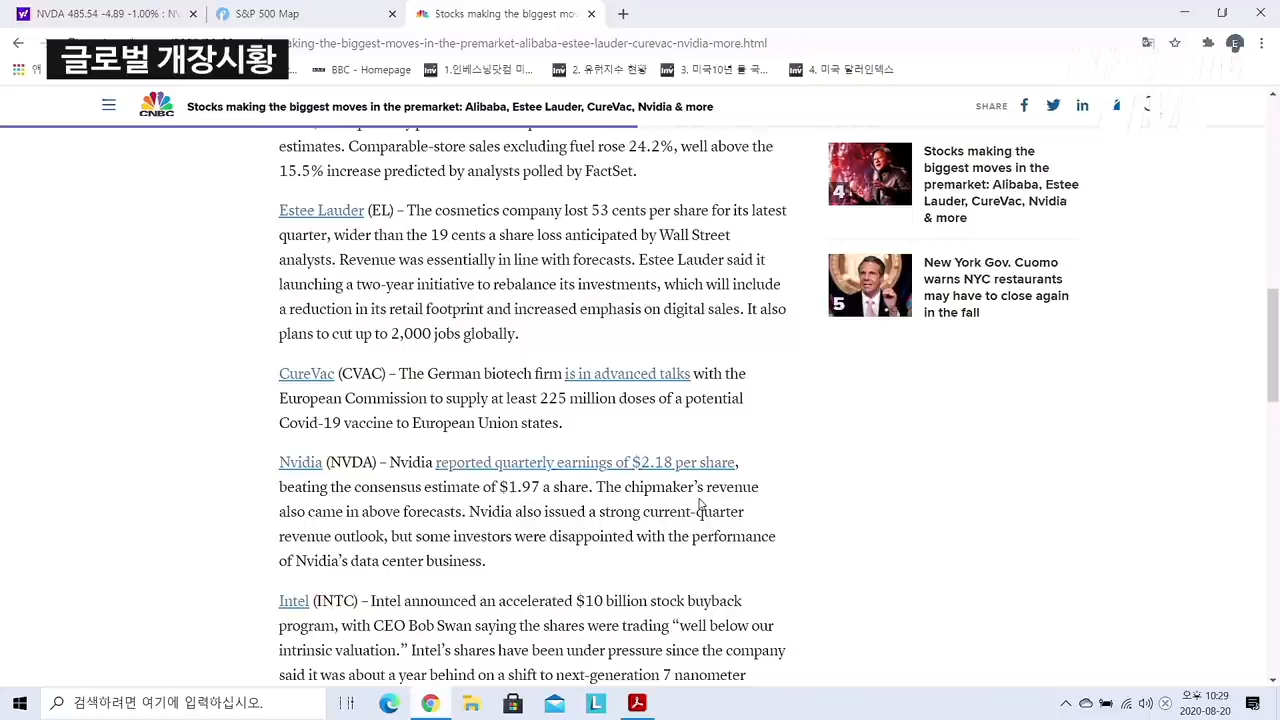 NVDA 485.54 -4.89 -1.00% : NV
S&P 500 Map
Stocks making the biggest mov
aking-the-biggest-moves-in-the-premarket-alibaba-estee-lauder-curevac-nvidia-more.html
E
글로벌 개장시황
BBC - Homepage
1.인베스닝닷컴 미...
2. 유럽지수 현황
3. 미국10년 물 국...
4. 미국 달러인덱스
CNBC
Stocks making the biggest moves in the premarket: Alibaba, Estee Lauder, CureVac, Nvidia & more
SHARE
estimates. Comparable-store sales excluding fuel rose 24.2%, well above the
15.5% increase predicted by analysts polled by FactSet.
Estee Lauder (EL) – The cosmetics company lost 53 cents per share for its latest
quarter, wider than the 19 cents a share loss anticipated by Wall Street
analysts. Revenue was essentially in line with forecasts. Estee Lauder said it
launching a two-year initiative to rebalance its investments, which will include
a reduction in its retail footprint and increased emphasis on digital sales. It also
plans to cut up to 2,000 jobs globally.
CureVac (CVAC) – The German biotech firm is in advanced talks with the
European Commission to supply at least 225 million doses of a potential
Covid-19 vaccine to European Union states.
Nvidia (NVDA) – Nvidia reported quarterly earnings of $2.18 per share,
beating the consensus estimate of $1.97 a share. The chipmaker's revenue
also came in above forecasts. Nvidia also issued a strong current-quarter
revenue outlook, but some investors were disappointed with the performance
of Nvidia's data center business.
Intel (INTC) – Intel announced an accelerated $10 billion stock buyback
program, with CEO Bob Swan saying the shares were trading “well below our
intrinsic valuation.” Intel's shares have been under pressure since the company
said it was about a year behind on a shift to next-generation 7 nanometer
4
Stocks making the
biggest moves in the
premarket: Alibaba, Estee
Lauder, CureVac, Nvidia
& more
5
New York Gov. Cuomo
warns NYC restaurants
may have to close again
in the fall
검색하려면 여기에 입력하십시오.
오후 10:29
2020-08-20